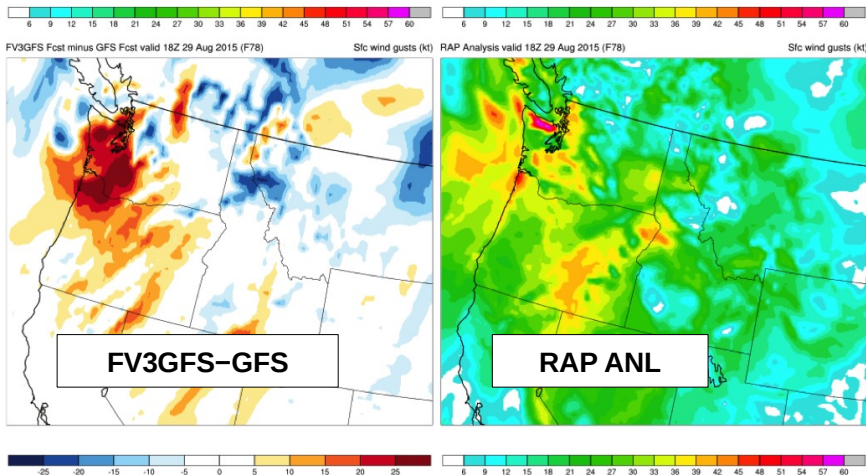 6 9 12 15 18 21 24 27 30 33 36 39 42 45 48 51 54 57 60
6 9 12 15 18 21 24 27 30 33 36 39 42 45 48 51 54 57 60
FV3GFS Fcst minus GFS Fcst valid 18Z 29 Aug 2015 (F78) Sfc wind gusts (kt)
RAP Analysis valid 18Z 29 Aug 2015 (F78) Sfc wind gusts (kt)
FV3GFS−GFS
RAP ANL
-25 -20 -15 -10 -5 0 5 10 15 20 25
6 9 12 15 18 21 24 27 30 33 36 39 42 45 48 51 54 57 60